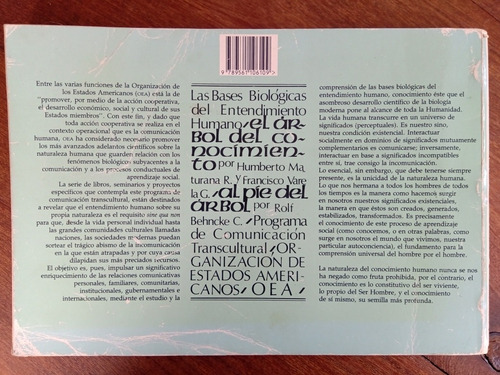 9 789561 106109 >
Entre las varias funciones de la Organización de
los Estados Americanos (OEA) está la de
"promover, por medio de la acción cooperativa,
el desarrollo económico, social y cultural de sus
Estados miembros". Con este fin, y dado que
toda acción cooperativa se realiza en el
contexto operacional que es la comunicación
humana, OEA ha considerado necesario promover
los más avanzados adelantos científicos sobre la
naturaleza humana que guardan relación con los
fenómenos biológicos subyacentes a la
comunicación y a los procesos conductuales de
aprendizaje social.
La serie de libros, seminarios y proyectos
específicos que contempla este programa de
comunicación transcultural, están destinados
a revelar que el entendimiento humano sobre su
propia naturaleza es el requisito sine que non
para que, desde la vida personal individual hasta
las grandes comunidades culturales llamadas
naciones, las sociedades modernas puedan
sortear el trágico abismo de la incomunicación
en la que están atrapadas y por cuya causa
dilapidan sus más preciados recursos.
El objetivo es, pues, impulsar un significativo
enriquecimiento de las relaciones comunicativas
personales, familiares, comunitarias,
institucionales, gubernamentales e
internacionales, mediante el estudio y la
Las Bases Biológicas
del Entendimiento
Humano/el árbol
del conocimien-
to por Humberto Ma-
turana R. y Francisco Vare
la G./al pie del
árbol por Rolf
Behncke C./Programa
de Comunicación
Transcultural/OR-
GANIZACIÓN DE
ESTADOS AMERI-
CANOS/OEA/
comprensión de las bases biológicas del
entendimiento humano, conocimiento éste que el
asombroso desarrollo científico de la biología
moderna pone al alcance de toda la Humanidad.
La vida humana transcurre en un universo de
significados (perceptuales). Es nuestro sino,
nuestra condición existencial. Interactuar
socialmente en dominios de significados mutuamente
complementarios es comunicar; inversamente,
interactuar en base a significados incompatibles
entre sí, trae consigo la incomunicación.
Lo esencial, sin embargo, que debe tenerse siempre
presente, es la unicidad de la naturaleza humana.
Lo que nos hermana a todos los hombres de todos
los tiempos es la manera como hacemos surgir
en nosotros nuestros significados existenciales,
la manera en que éstos son creados, generados,
estabilizados, transformados. Es precisamente el
conocimiento de este proceso de aprendizaje
social (como conocemos, o en otras palabras, como
surge en nosotros el mundo que vivimos, nuestra
particular autoconciencia), el fundamento para la
comprensión universal del hombre por el hombre.
La naturaleza del conocimiento humano nunca se nos
ha negado como fruta prohibida, por el contrario, el
conocimiento es lo constitutivo del ser viviente,
lo propio del Ser Hombre, y el conocimiento
de sí mismo, su semilla más profunda.